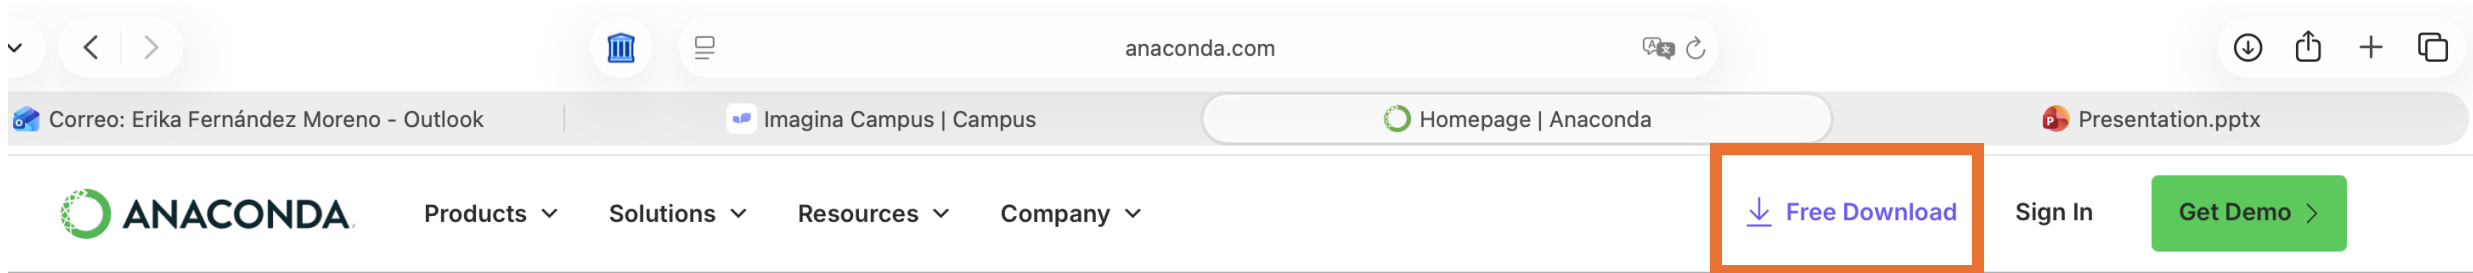 anaconda.com
Correo: Erika Fernández Moreno - Outlook
Imagina Campus | Campus
Homepage | Anaconda
Presentation.pptx
ANACONDA
Products
Solutions
Resources
Company
Free Download
Sign In
Get Demo